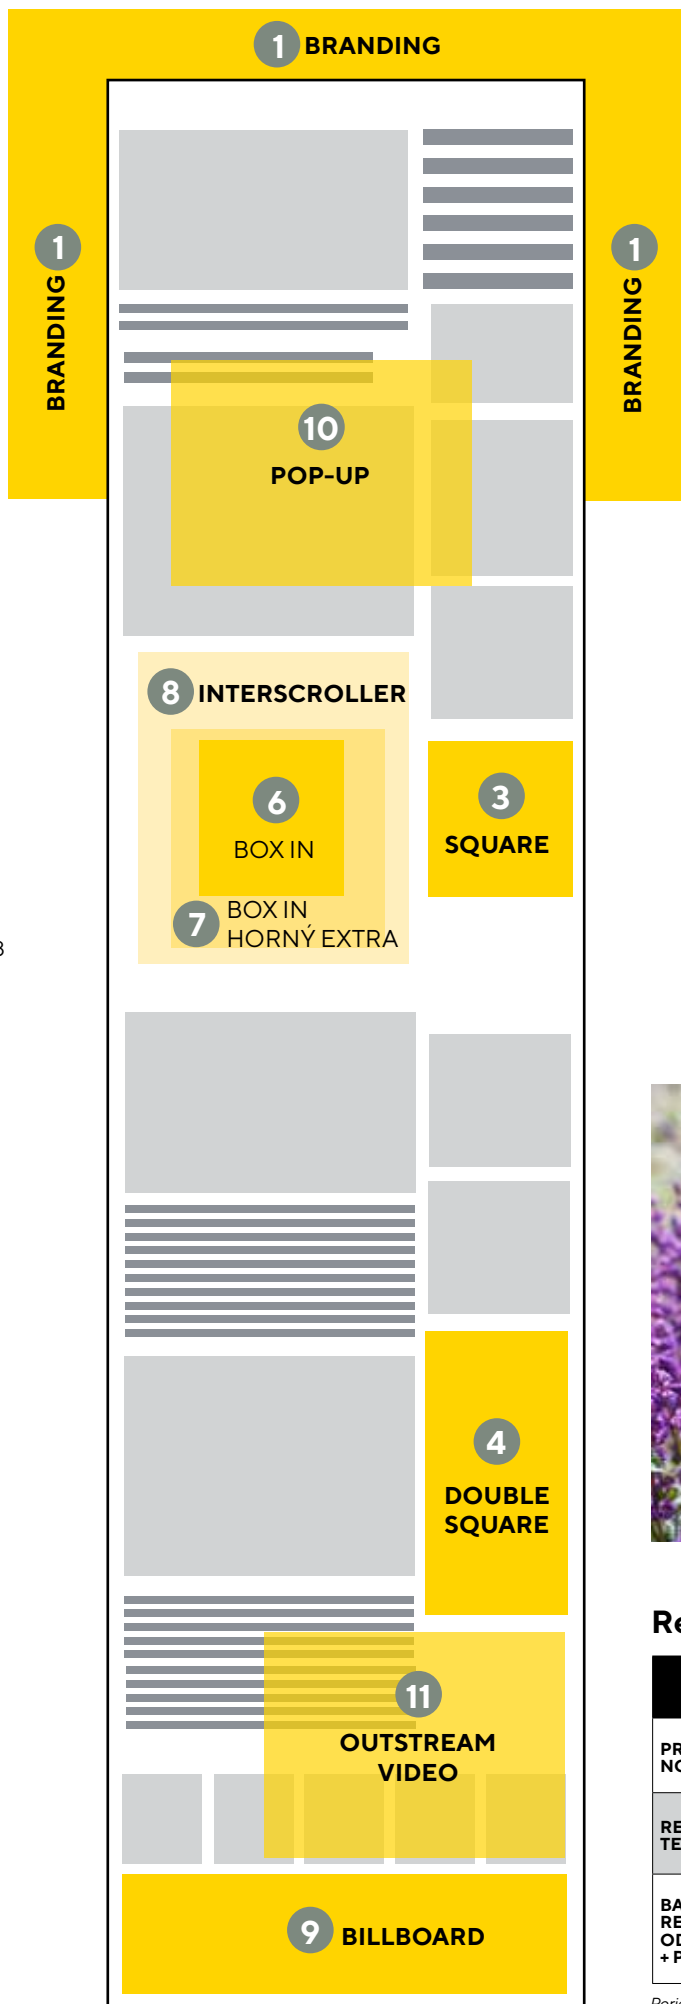 1 BRANDING
1
BRANDING
1
BRANDING
10
POP-UP
8 INTERSCROLLER
6
BOX IN
7 BOX IN
HORNÝ EXTRA
3
SQUARE
4
DOUBLE
SQUARE
11
OUTSTREAM
VIDEO
9 BILLBOARD